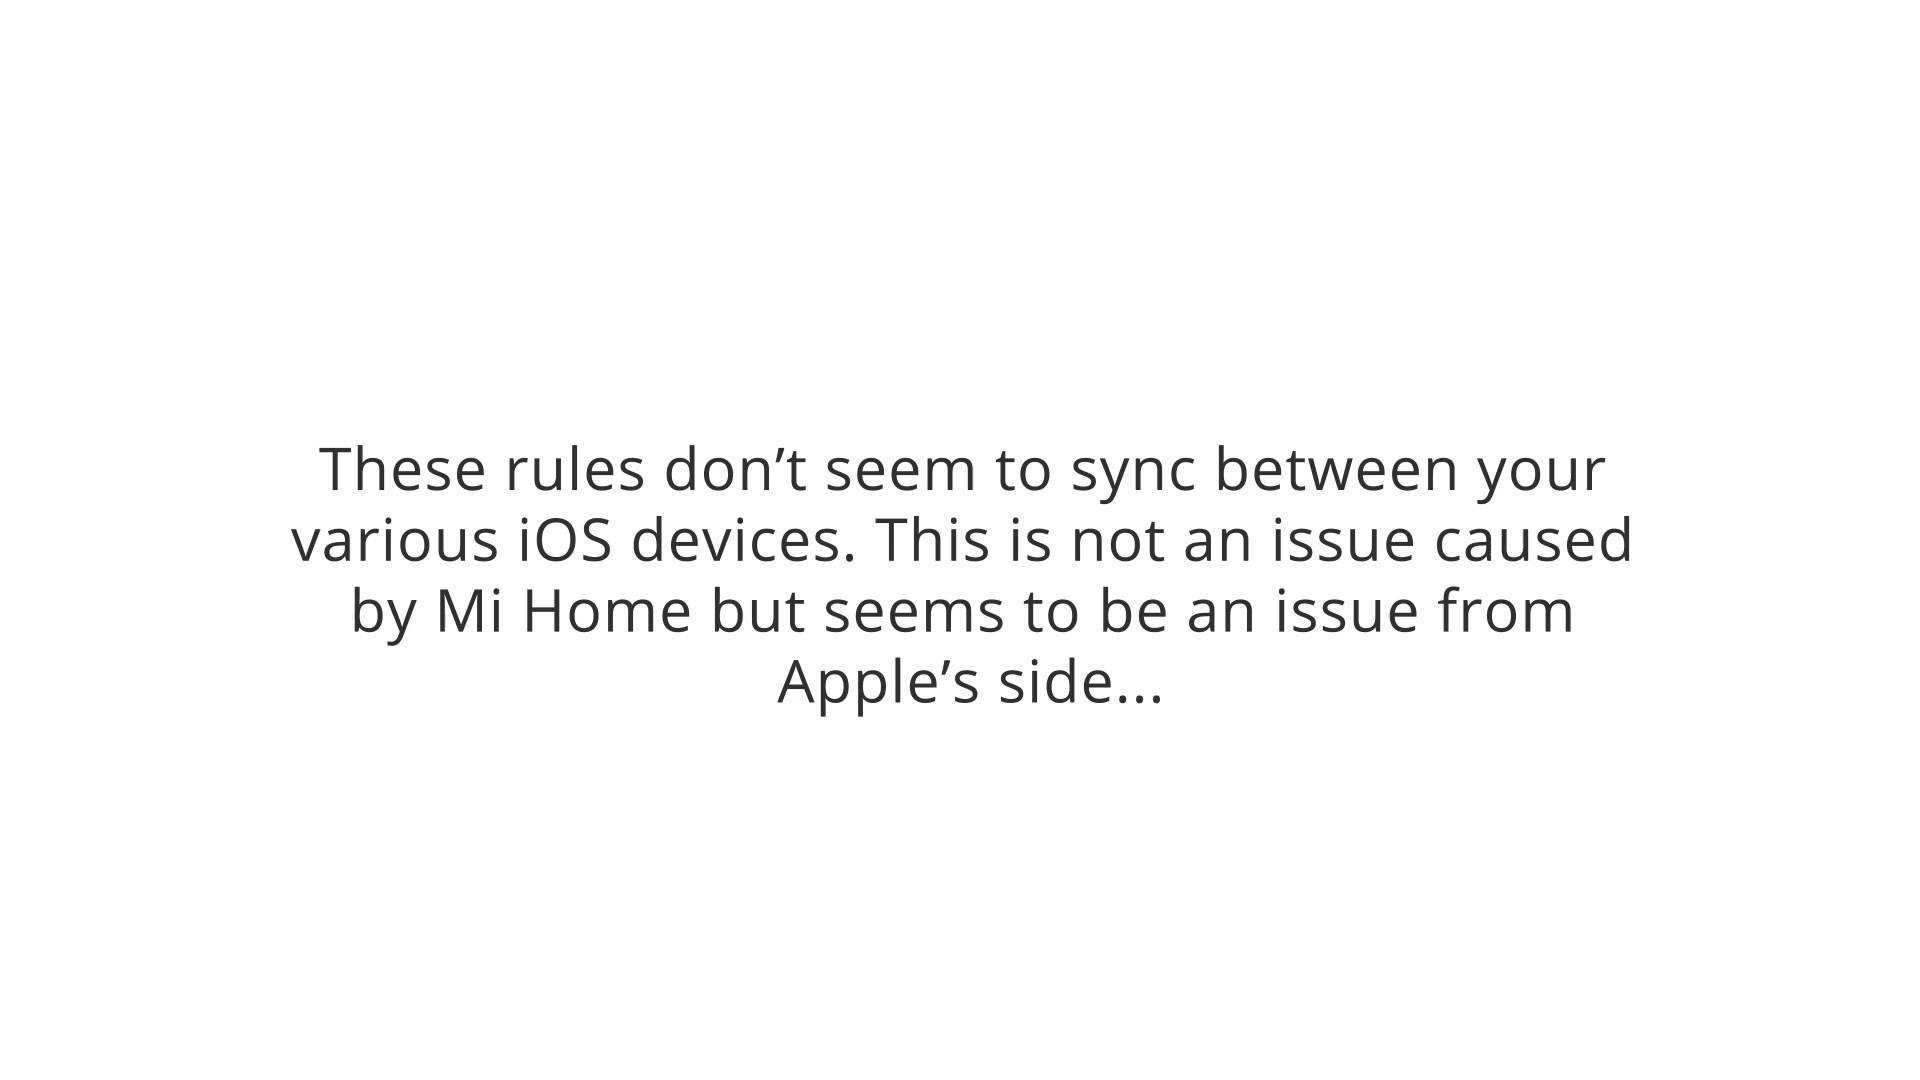 These rules don’t seem to sync between your
various iOS devices. This is not an issue caused
by Mi Home but seems to be an issue from
Apple’s side...